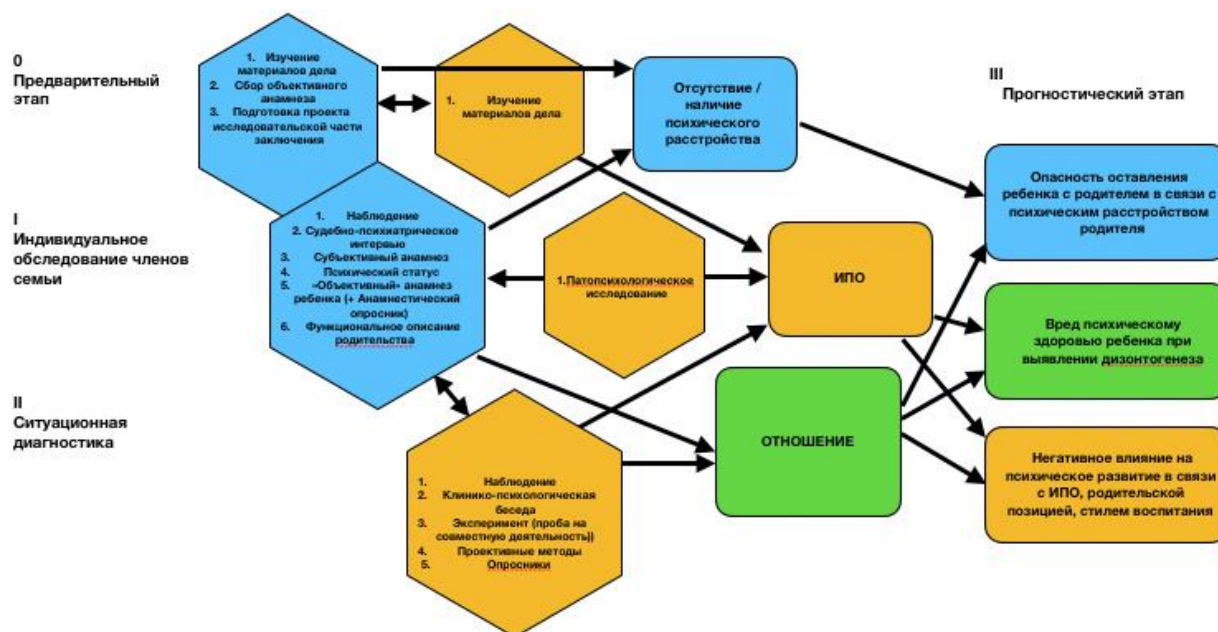 0
Предварительный
этап
1. Изучение
материалов дела
2. Сбор объективного
анамнеза
3. Подготовка проекта
исследовательской части
заключения
1. Изучение
материалов дела
Отсутствие /
наличие
психического
расстройства
III
Прогностический этап
I
Индивидуальное
обследование членов
семьи
1. Наблюдение
2. Судебно-психиатрическое
интервью
3. Субъективный анамнез
4. Психический статус
5. «Объективный» анамнез
ребенка (+ Анамнестический
опросник)
6. Функциональное описание
родительства
1.Патопсихологическое
исследование
ИПО
Опасность оставления
ребенка с родителем в связи с
психическим расстройством
родителя
Вред психическому
здоровью ребенка при
выявлении дизонтогенеза
II
Ситуационная
диагностика
1. Наблюдение
2. Клинико-психологическая
беседа
3. Эксперимент (проба на
совместную деятельность))
4. Проективные методы
5. Опросники
ОТНОШЕНИЕ
Негативное влияние на
психическое развитие в связи
с ИПО, родительской
позицией, стилем воспитания